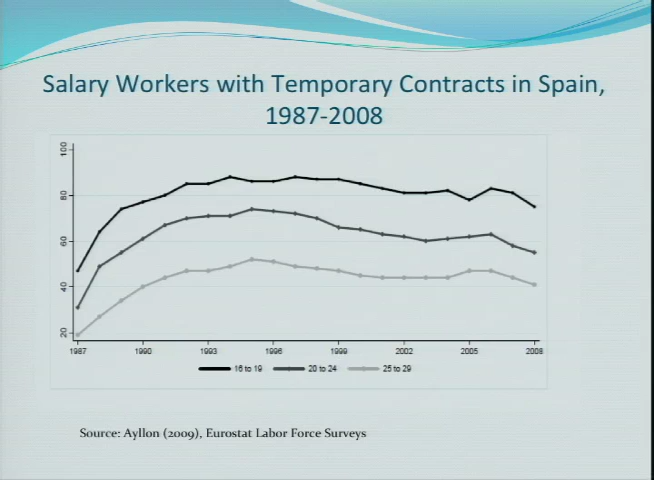 Salary Workers with Temporary Contracts in Spain,
1987-2008
100
80
60
40
20
1987 1990 1993 1996 1999 2002 2005 2008
16 to 19 20 to 24 25 to 29
Source: Ayllon (2009), Eurostat Labor Force Surveys